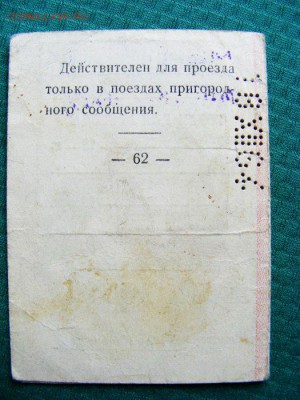 Действителен для проезда
только в поездах пригород-
ного сообщения.
— 62 —